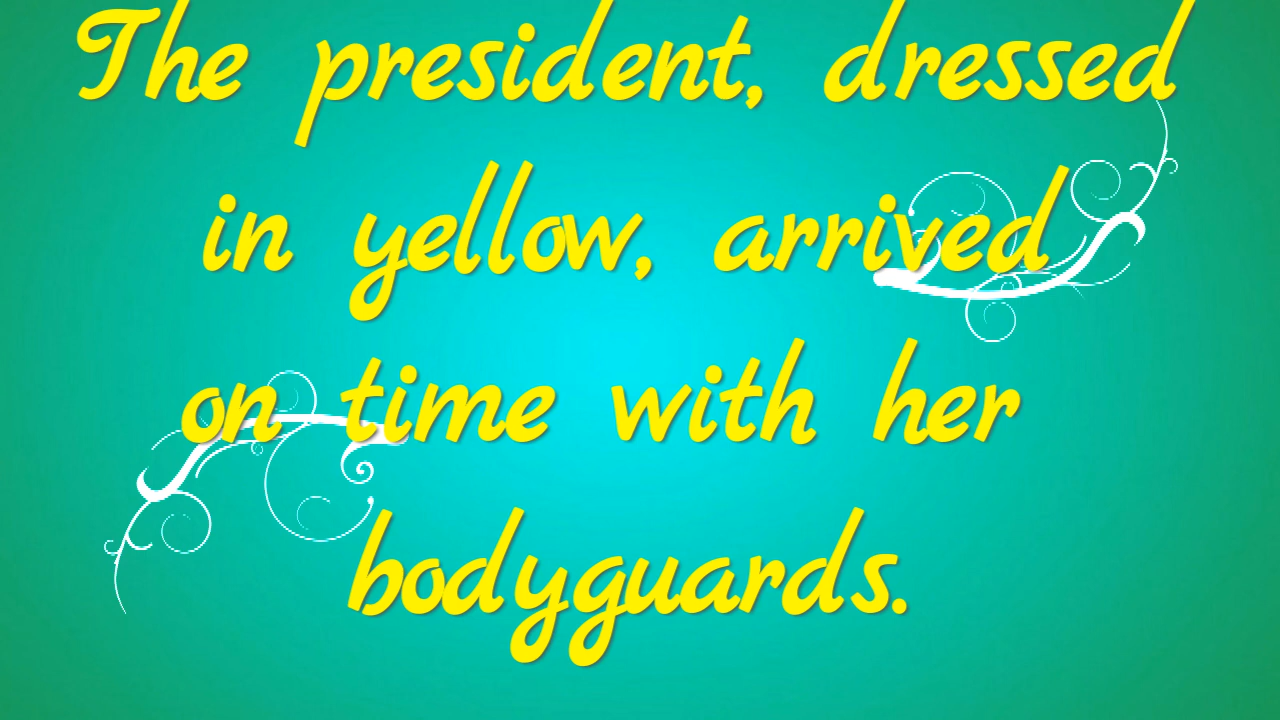 The president, dressed
in yellow, arrived
on time with her
bodyguards.